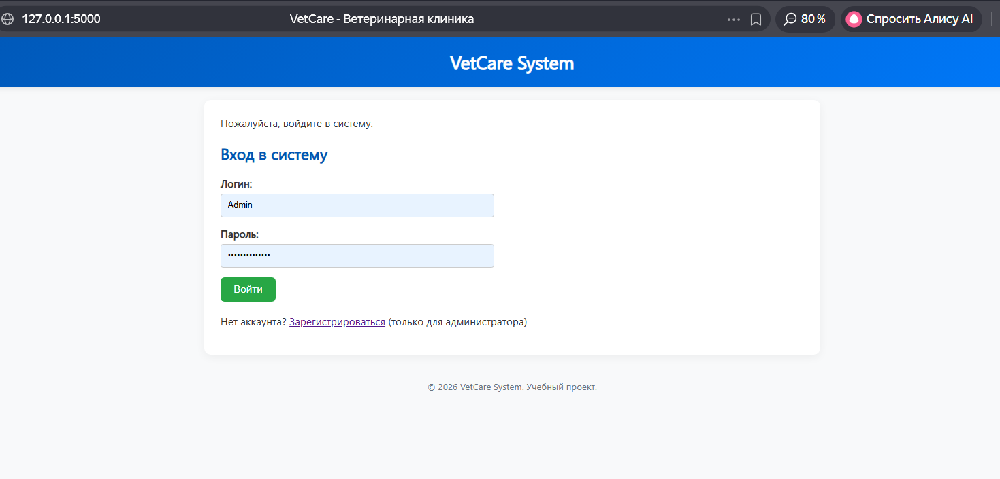 127.0.0.1:5000 VetCare - Ветеринарная клиника 80 % Спросить Алису AI
VetCare System
Пожалуйста, войдите в систему.
Вход в систему
Логин:
Admin
Пароль:
••••••••••••••
Войти
Нет аккаунта? Зарегистрироваться (только для администратора)
© 2026 VetCare System. Учебный проект.